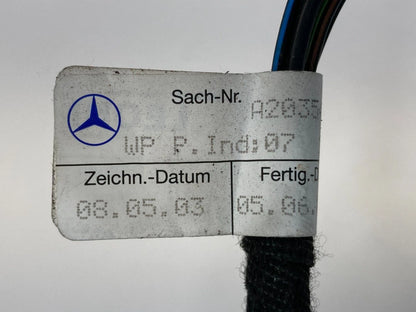 Sach-Nr. A2035
WP P.Ind:07
Zeichn.-Datum Fertig.-D
08.05.03 05.06.